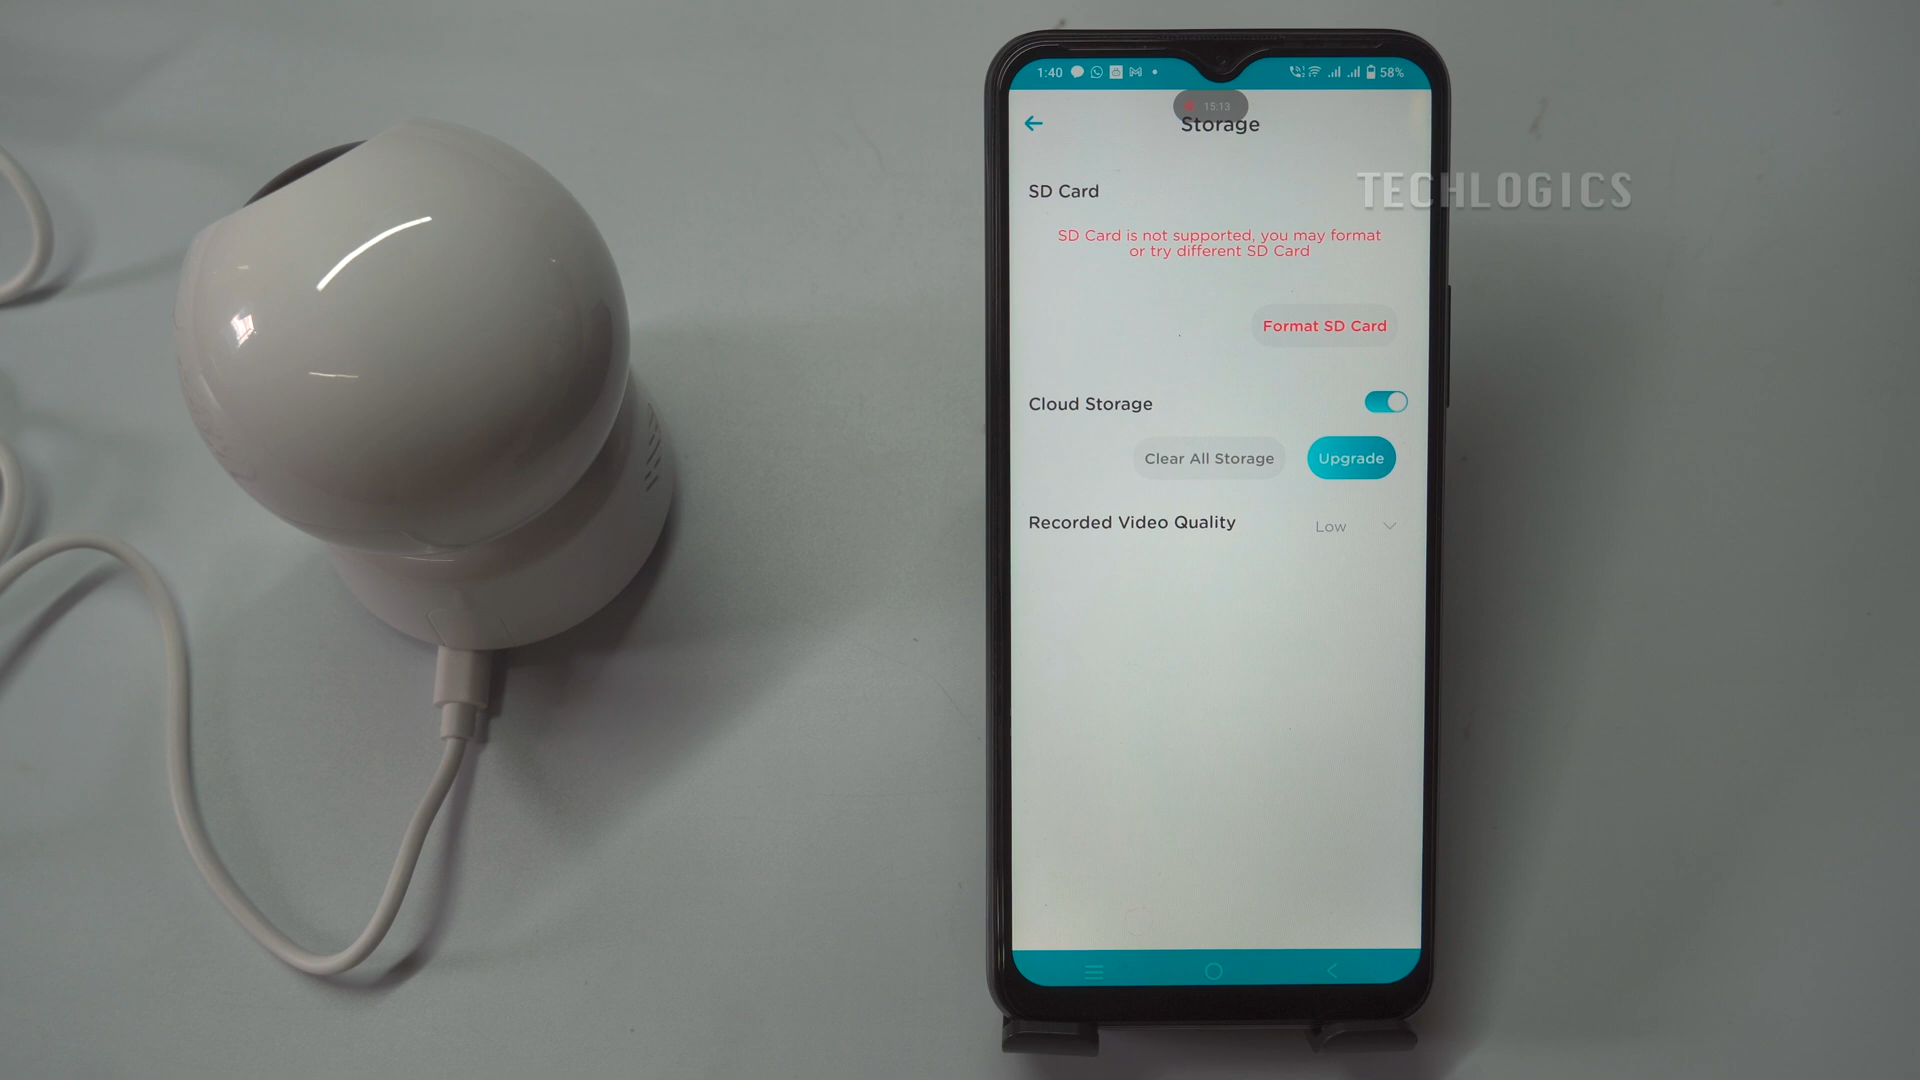 1:40
58%
15:13
Storage
TECHLOGICS
SD Card
SD Card is not supported, you may format
or try different SD Card
Format SD Card
Cloud Storage
Clear All Storage
Upgrade
Recorded Video Quality
Low